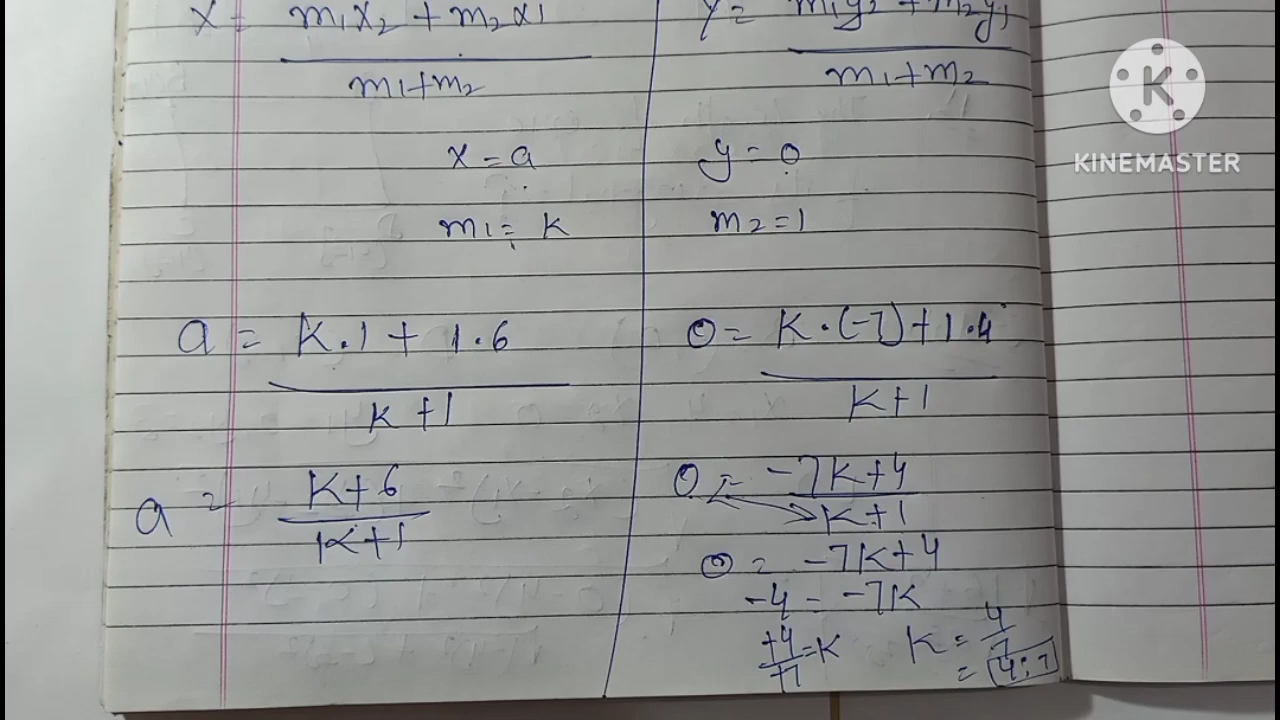 x = m1x2 + m2x1 / m1+m2
y = m1y2 + m2y1 / m1+m2
K
KINEMASTER
x = a
y = 0
m1 = K
m2 = 1
a = K.1 + 1.6 / K+1
0 = K.(-7)+1.4 / K+1
a = K+6 / K+1
0 = -7K+4 / K+1
0 = -7K+4
-4 = -7K
+4/+7 = K
K = 4/7
= 4:7